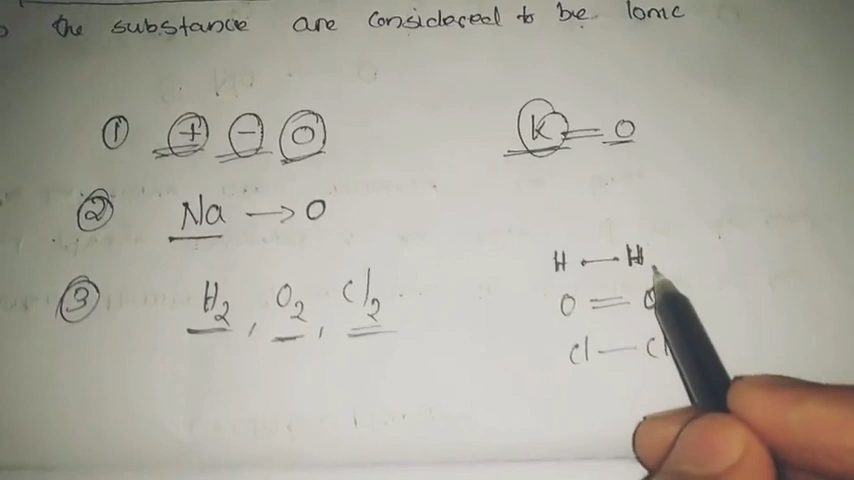 the substance are considered to be Ionic
① + - 0
K = 0
② Na → 0
③ H2, O2, Cl2
H — H
O = O
Cl — Cl